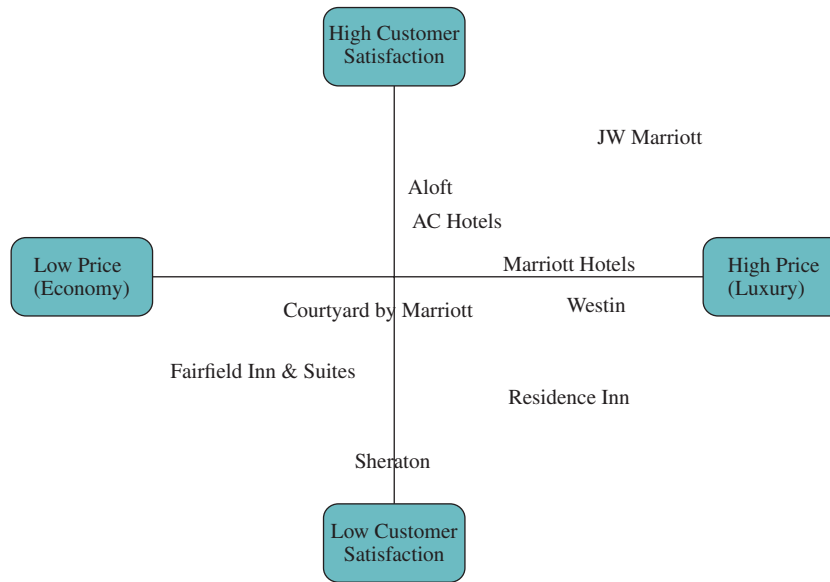 High Customer
Satisfaction
JW Marriott
Aloft
AC Hotels
Low Price
(Economy)
Marriott Hotels
High Price
(Luxury)
Courtyard by Marriott
Westin
Fairfield Inn & Suites
Residence Inn
Sheraton
Low Customer
Satisfaction